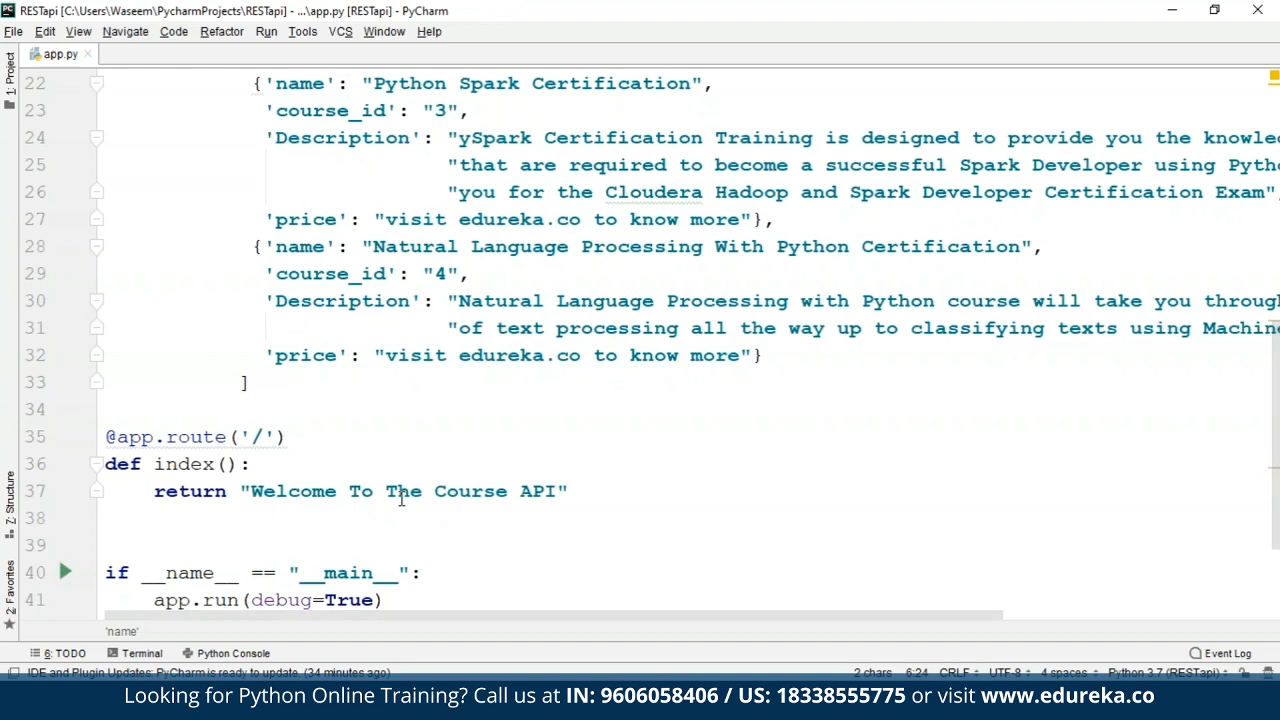 RESTapi [C:\Users\Waseem\PycharmProjects\RESTapi] - ...\app.py [RESTapi] - PyCharm
File Edit View Navigate Code Refactor Run Tools VCS Window Help
app.py
1: Project
22 {'name': "Python Spark Certification",
23 'course_id': "3",
24 'Description': "ySpark Certification Training is designed to provide you the knowle
25 "that are required to become a successful Spark Developer using Pyth
26 "you for the Cloudera Hadoop and Spark Developer Certification Exam",
27 'price': "visit edureka.co to know more"},
28 {'name': "Natural Language Processing With Python Certification",
29 'course_id': "4",
30 'Description': "Natural Language Processing with Python course will take you through
31 "of text processing all the way up to classifying texts using Machin
32 'price': "visit edureka.co to know more"}
33 ]
34
35 @app.route('/')
36 def index():
37 return "Welcome To The Course API"
38
39
40 if __name__ == "__main__":
41 app.run(debug=True)
7: Structure
2: Favorites
'name'
6: TODO Terminal Python Console Event Log
IDE and Plugin Updates: PyCharm is ready to update. (34 minutes ago) 2 chars 6:24 CRLF UTF-8 4 spaces Python 3.7 (RESTapi)
Looking for Python Online Training? Call us at IN: 9606058406 / US: 18338555775 or visit www.edureka.co